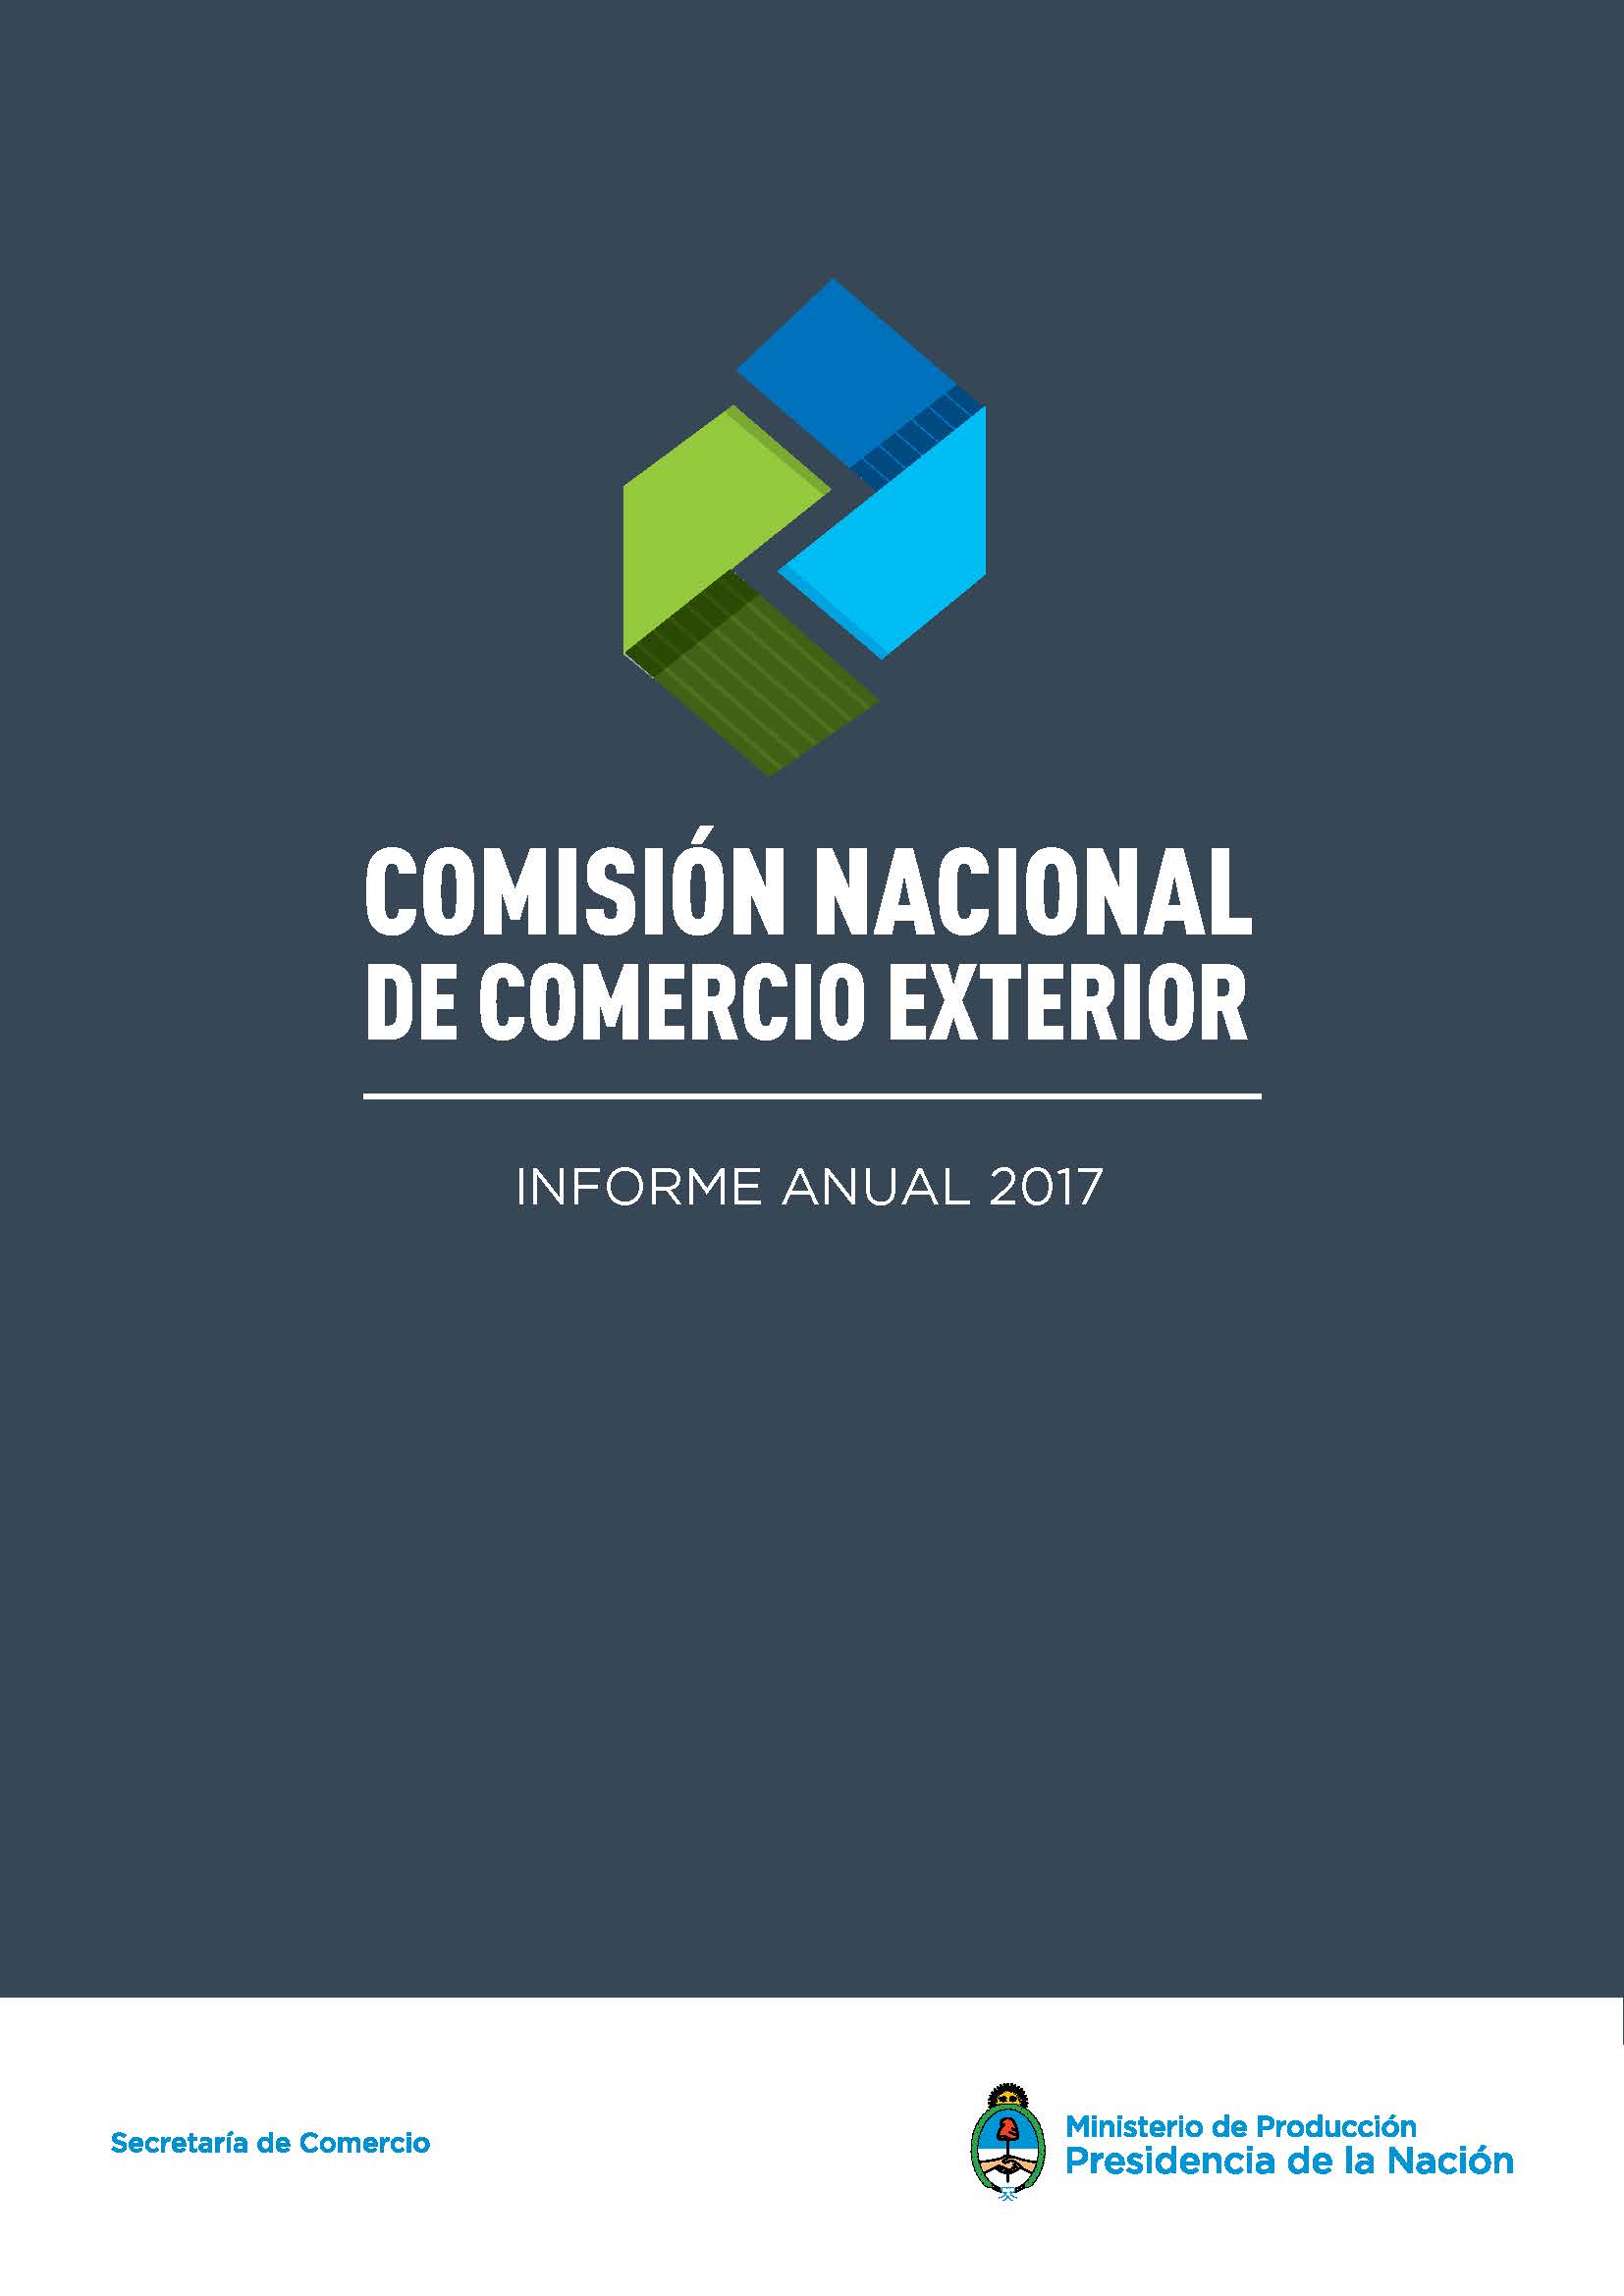 COMISIÓN NACIONAL
DE COMERCIO EXTERIOR
INFORME ANUAL 2017
Secretaría de Comercio
Ministerio de Producción
Presidencia de la Nación